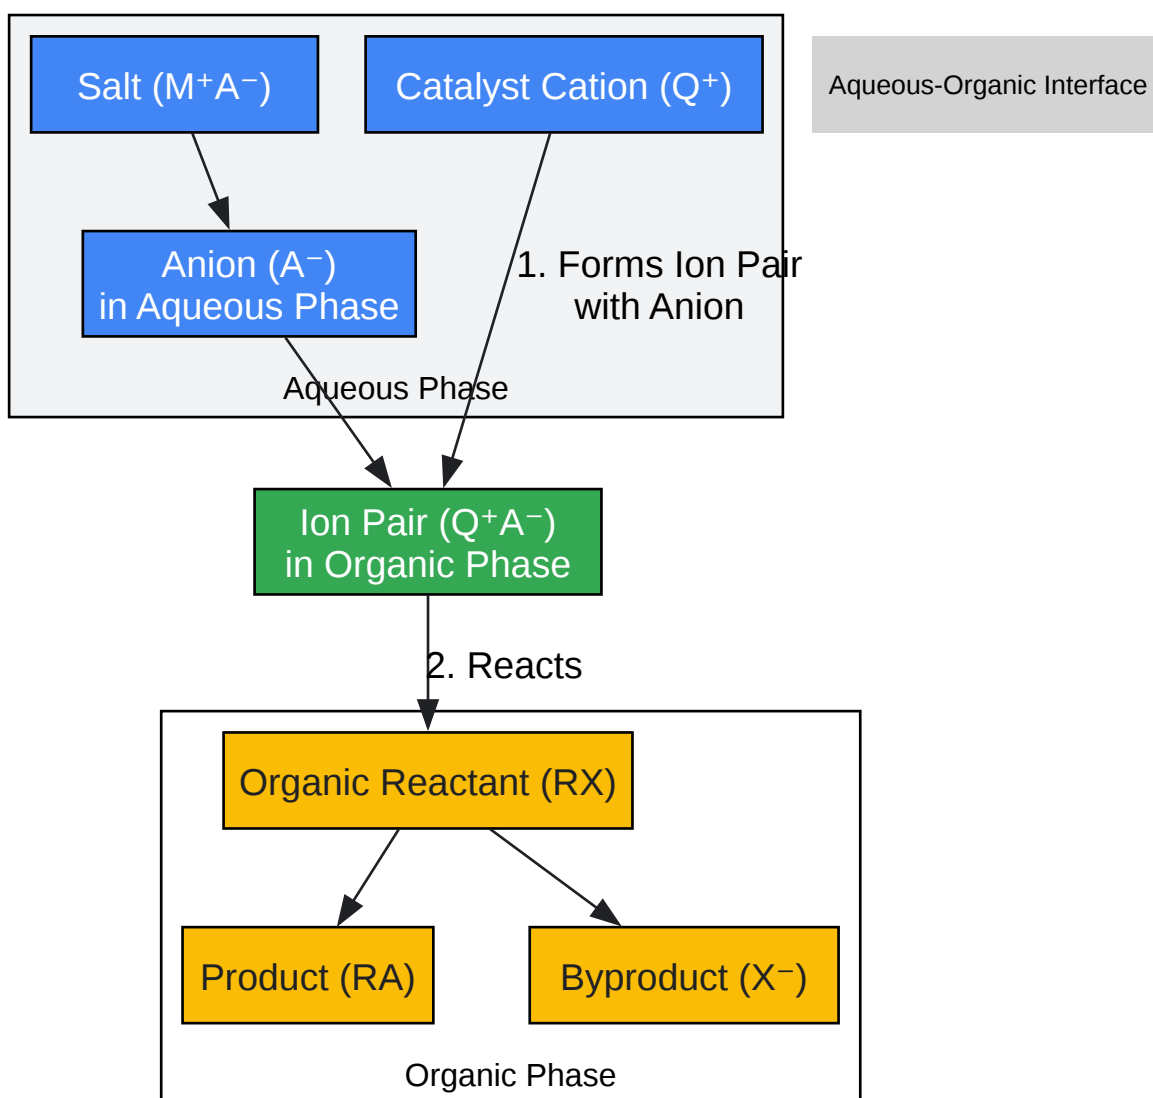 Salt (M⁺A⁻)
Catalyst Cation (Q⁺)
Aqueous-Organic Interface
Anion (A⁻)
in Aqueous Phase
1. Forms Ion Pair
with Anion
Aqueous Phase
Ion Pair (Q⁺A⁻)
in Organic Phase
2. Reacts
Organic Reactant (RX)
Product (RA)
Byproduct (X⁻)
Organic Phase